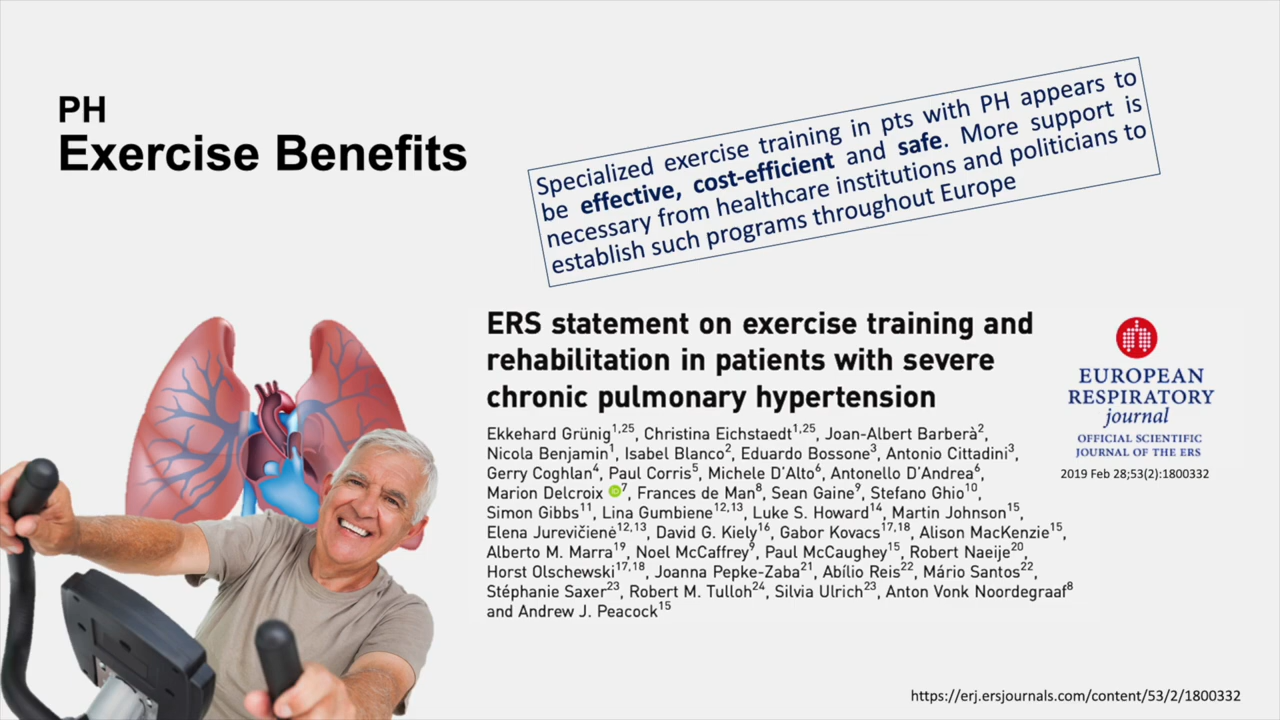 PH
Exercise Benefits
Specialized exercise training in pts with PH appears to
be effective, cost-efficient and safe. More support is
necessary from healthcare institutions and politicians to
establish such programs throughout Europe
ERS statement on exercise training and
rehabilitation in patients with severe
chronic pulmonary hypertension
Ekkehard Grünig1,25, Christina Eichstaedt1,25, Joan-Albert Barberà2,
Nicola Benjamin1, Isabel Blanco2, Eduardo Bossone3, Antonio Cittadini3,
Gerry Coghlan4, Paul Corris5, Michele D'Alto6, Antonello D'Andrea6,
Marion Delcroix iD7, Frances de Man8, Sean Gaine9, Stefano Ghio10,
Simon Gibbs11, Lina Gumbiene12,13, Luke S. Howard14, Martin Johnson15,
Elena Jurevičienė12,13, David G. Kiely16, Gabor Kovacs17,18, Alison MacKenzie15,
Alberto M. Marra19, Noel McCaffrey9, Paul McCaughey15, Robert Naeije20,
Horst Olschewski17,18, Joanna Pepke-Zaba21, Abílio Reis22, Mário Santos22,
Stéphanie Saxer23, Robert M. Tulloh24, Silvia Ulrich23, Anton Vonk Noordegraaf8
and Andrew J. Peacock15
EUROPEAN
RESPIRATORY
journal
OFFICIAL SCIENTIFIC
JOURNAL OF THE ERS
2019 Feb 28;53(2):1800332
https://erj.ersjournals.com/content/53/2/1800332